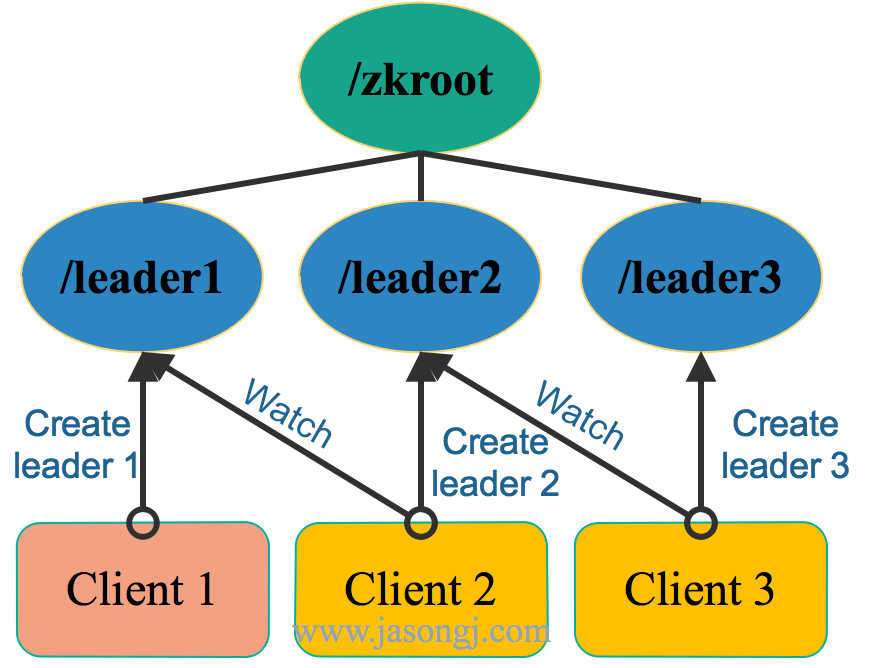 /zkroot
/leader1
/leader2
/leader3
Create
leader 1
Watch
Create
leader 2
Watch
Create
leader 3
Client 1
Client 2
Client 3
www.jasongj.com